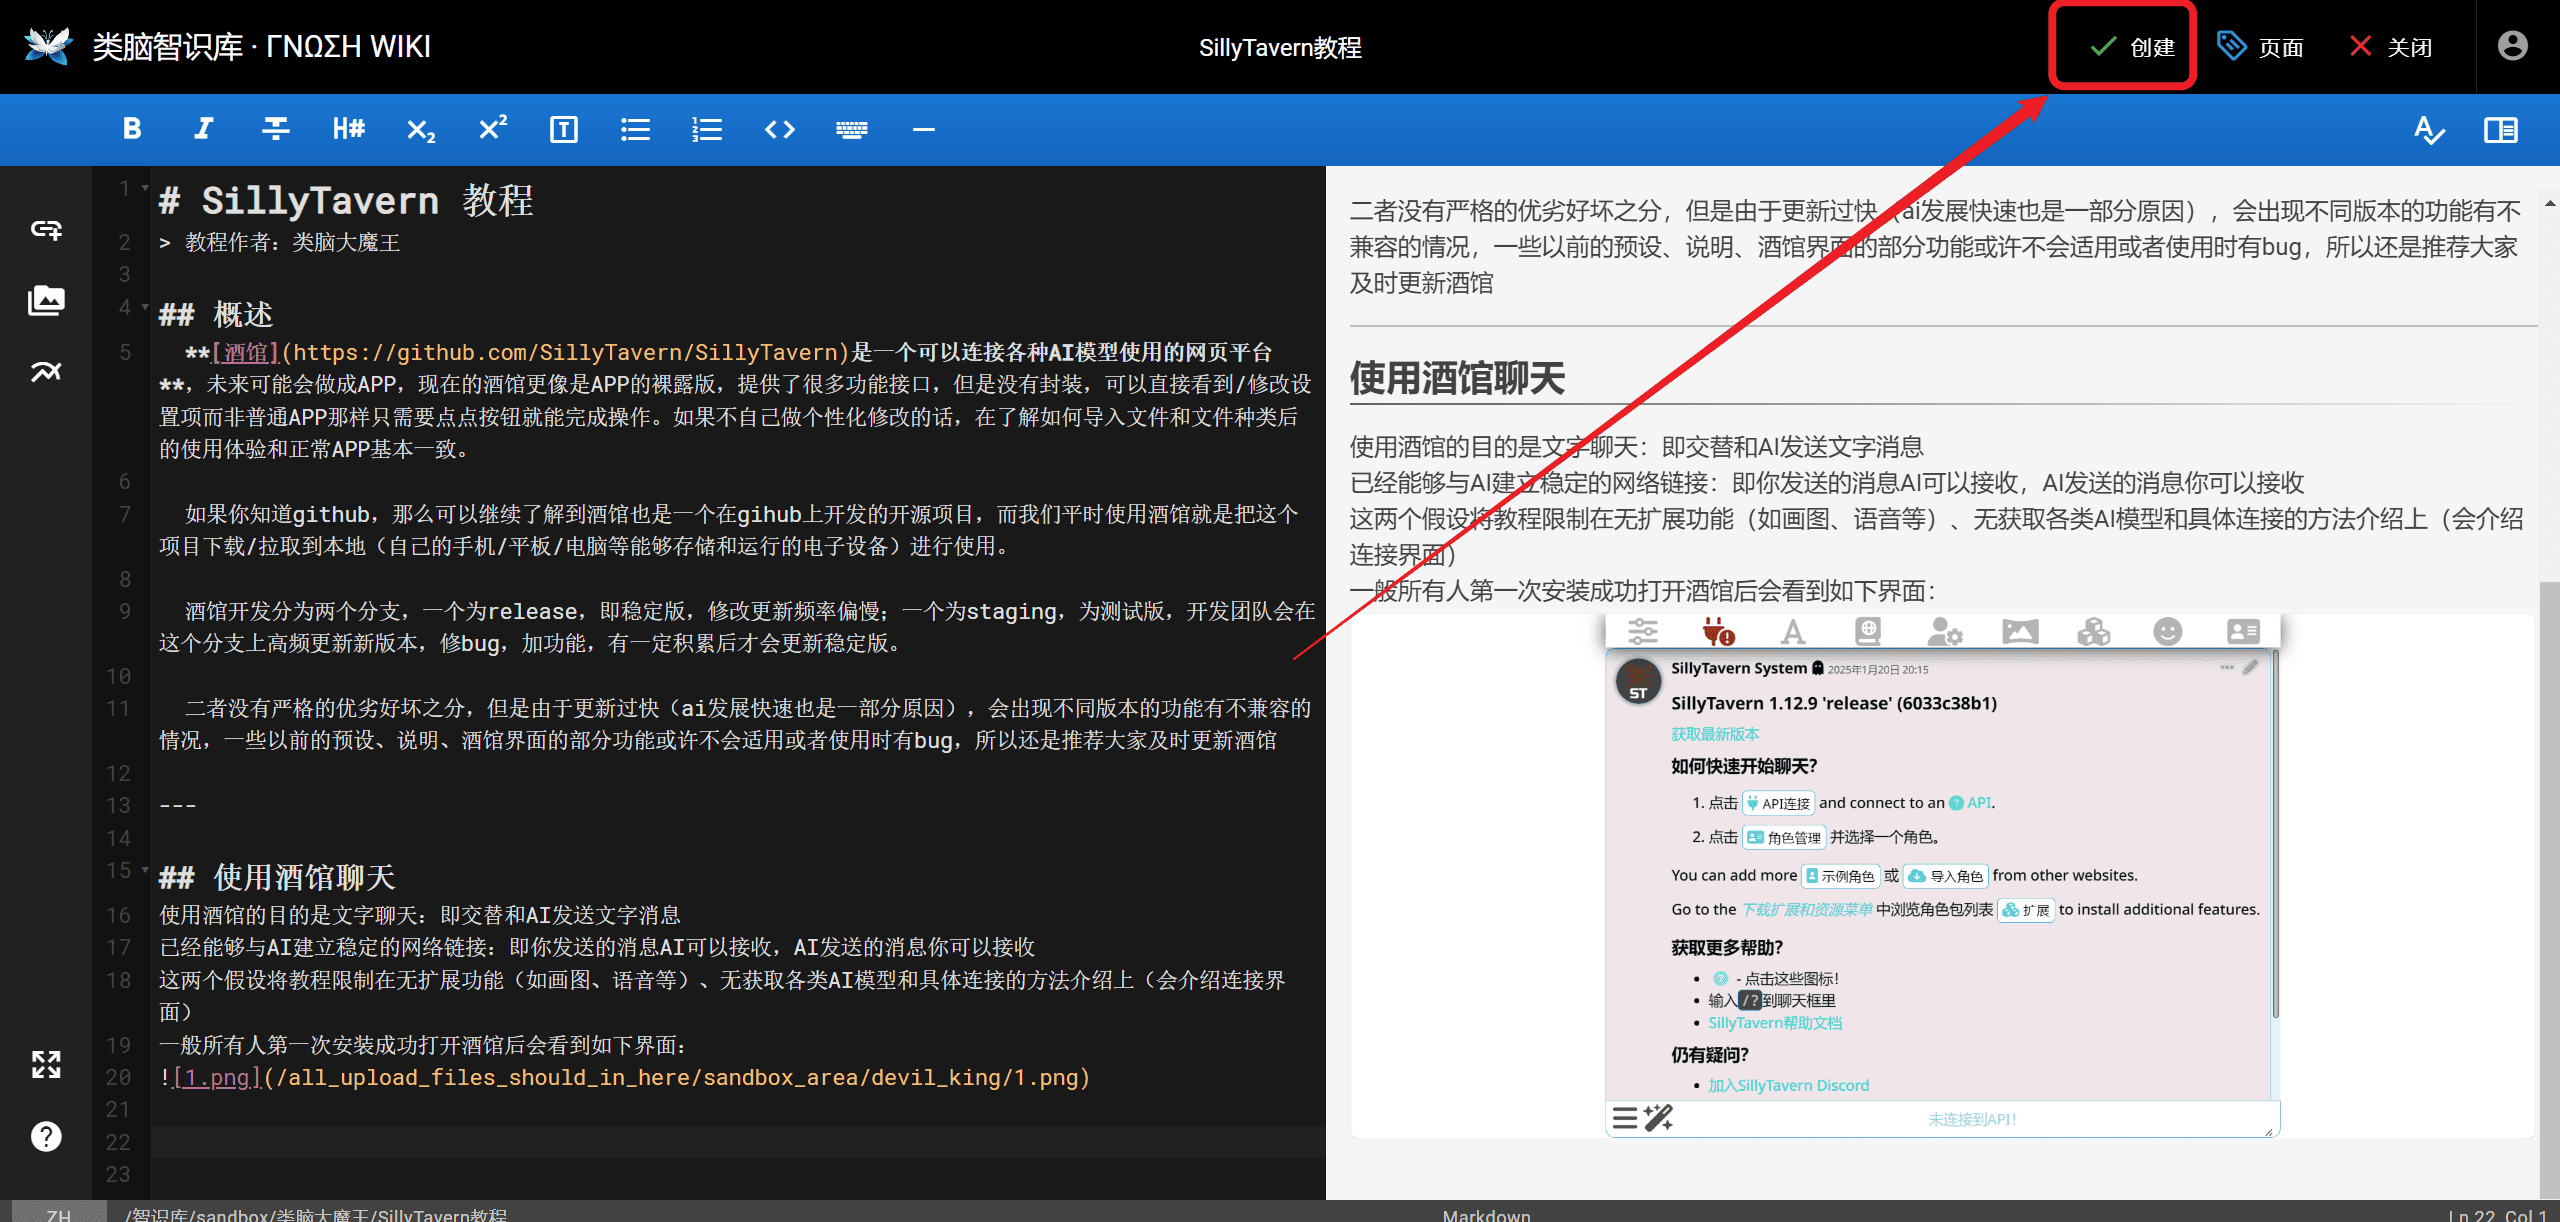 类脑智识库 · ΓΝΩΣΗ WIKI
SillyTavern教程
创建
页面
关闭
B I H# X₂ X² T
1 # SillyTavern 教程
2 > 教程作者：类脑大魔王
3
4 ## 概述
5 **[酒馆](https://github.com/SillyTavern/SillyTavern)是一个可以连接各种AI模型使用的网页平台
**，未来可能会做成APP，现在的酒馆更像是APP的裸露版，提供了很多功能接口，但是没有封装，可以直接看到/修改设
置项而非普通APP那样只需要点点按钮就能完成操作。如果不自己做个性化修改的话，在了解如何导入文件和文件种类后
的使用体验和正常APP基本一致。
6
7 如果你知道github，那么可以继续了解到酒馆也是一个在gihub上开发的开源项目，而我们平时使用酒馆就是把这个
项目下载/拉取到本地（自己的手机/平板/电脑等能够存储和运行的电子设备）进行使用。
8
9 酒馆开发分为两个分支，一个为release，即稳定版，修改更新频率偏慢；一个为staging，为测试版，开发团队会在
这个分支上高频更新新版本，修bug，加功能，有一定积累后才会更新稳定版。
10
11 二者没有严格的优劣好坏之分，但是由于更新过快（ai发展快速也是一部分原因），会出现不同版本的功能有不兼容的
情况，一些以前的预设、说明、酒馆界面的部分功能或许不会适用或者使用时有bug，所以还是推荐大家及时更新酒馆
12
13 ---
14
15 ## 使用酒馆聊天
16 使用酒馆的目的是文字聊天：即交替和AI发送文字消息
17 已经能够与AI建立稳定的网络链接：即你发送的消息AI可以接收，AI发送的消息你可以接收
18 这两个假设将教程限制在无扩展功能（如画图、语音等）、无获取各类AI模型和具体连接的方法介绍上（会介绍连接界
面）
19 一般所有人第一次安装成功打开酒馆后会看到如下界面：
20 ![1.png](/all_upload_files_should_in_here/sandbox_area/devil_king/1.png)
21
22
23
二者没有严格的优劣好坏之分，但是由于更新过快（ai发展快速也是一部分原因），会出现不同版本的功能有不
兼容的情况，一些以前的预设、说明、酒馆界面的部分功能或许不会适用或者使用时有bug，所以还是推荐大家
及时更新酒馆
使用酒馆聊天
使用酒馆的目的是文字聊天：即交替和AI发送文字消息
已经能够与AI建立稳定的网络链接：即你发送的消息AI可以接收，AI发送的消息你可以接收
这两个假设将教程限制在无扩展功能（如画图、语音等）、无获取各类AI模型和具体连接的方法介绍上（会介绍
连接界面）
一般所有人第一次安装成功打开酒馆后会看到如下界面：
ST
SillyTavern System 2025年1月20日 20:15
SillyTavern 1.12.9 'release' (6033c38b1)
获取最新版本
如何快速开始聊天？
1. 点击 API连接 and connect to an API.
2. 点击 角色管理 并选择一个角色。
You can add more 示例角色 或 导入角色 from other websites.
Go to the 下载扩展和资源菜单 中浏览角色包列表 扩展 to install additional features.
获取更多帮助？
• - 点击这些图标！
• 输入/?到聊天框里
• SillyTavern帮助文档
仍有疑问？
• 加入SillyTavern Discord
未连接到API！
ZH
/智识库/sandbox/类脑大魔王/SillyTavern教程
Markdown
Ln 22, Col 1